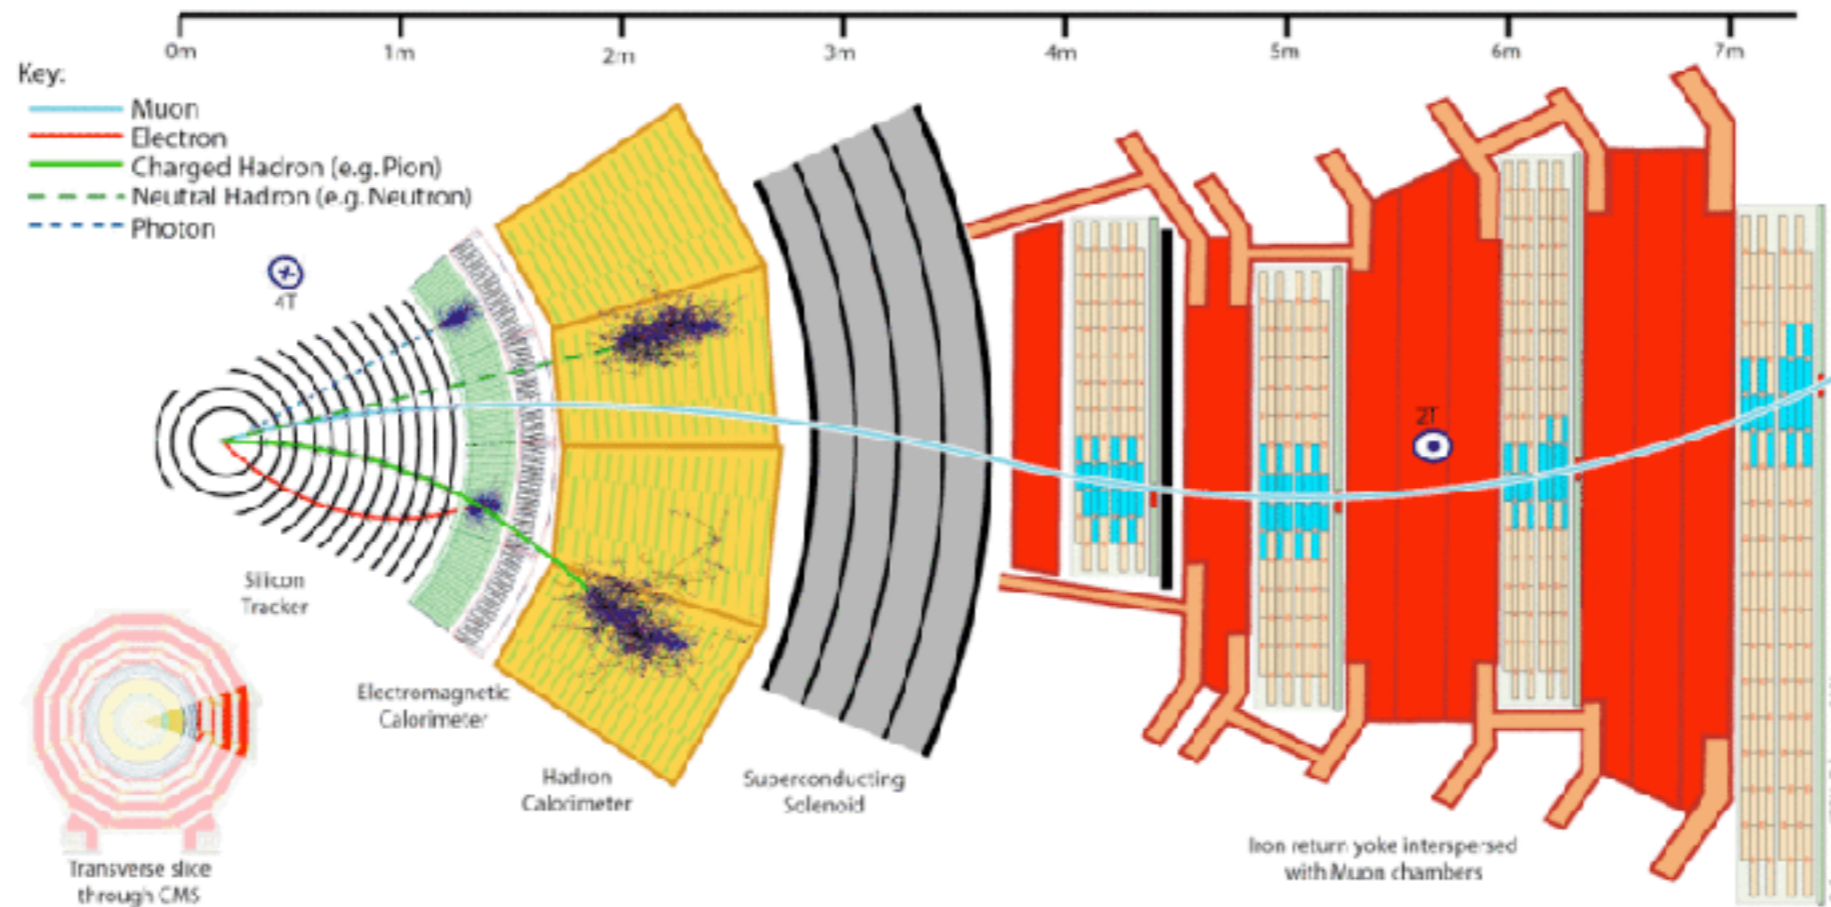 0m 1m 2m 3m 4m 5m 6m 7m
Key:
Muon
Electron
Charged Hadron (e.g. Pion)
Neutral Hadron (e.g. Neutron)
Photon
4T
2T
Silicon
Tracker
Electromagnetic
Calorimeter
Hadron
Calorimeter
Superconducting
Solenoid
Iron return yoke interspersed
with Muon chambers
Transverse slice
through CMS